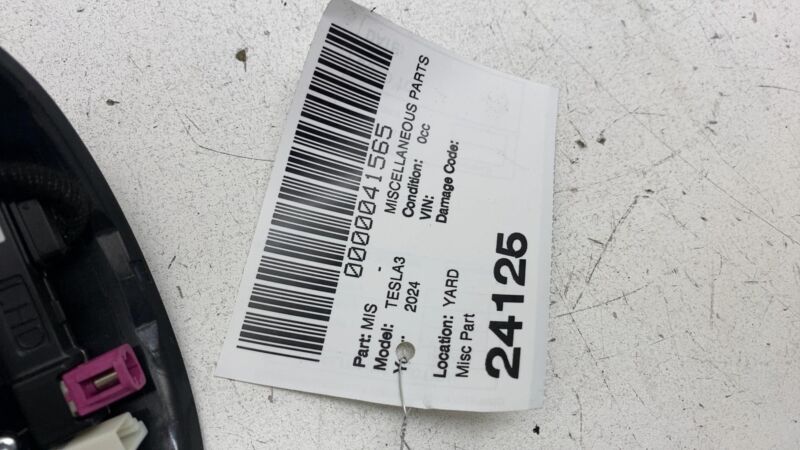 0000041565
Part: MIS - MISCELLANEOUS PARTS
Model: TESLA3 Condition: 0cc
2024 VIN:
Damage Code:
Location: YARD
Misc Part
24125